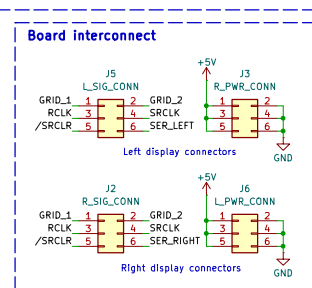 Board interconnect
J5
L_SIG_CONN
GRID_1 1 2 GRID_2
RCLK 3 4 SRCLK
/SRCLR 5 6 SER_LEFT
+5V
J3
R_PWR_CONN
1 2
3 4
5 6
GND
Left display connectors
J2
R_SIG_CONN
GRID_1 1 2 GRID_2
RCLK 3 4 SRCLK
/SRCLR 5 6 SER_RIGHT
+5V
J6
L_PWR_CONN
1 2
3 4
5 6
GND
Right display connectors